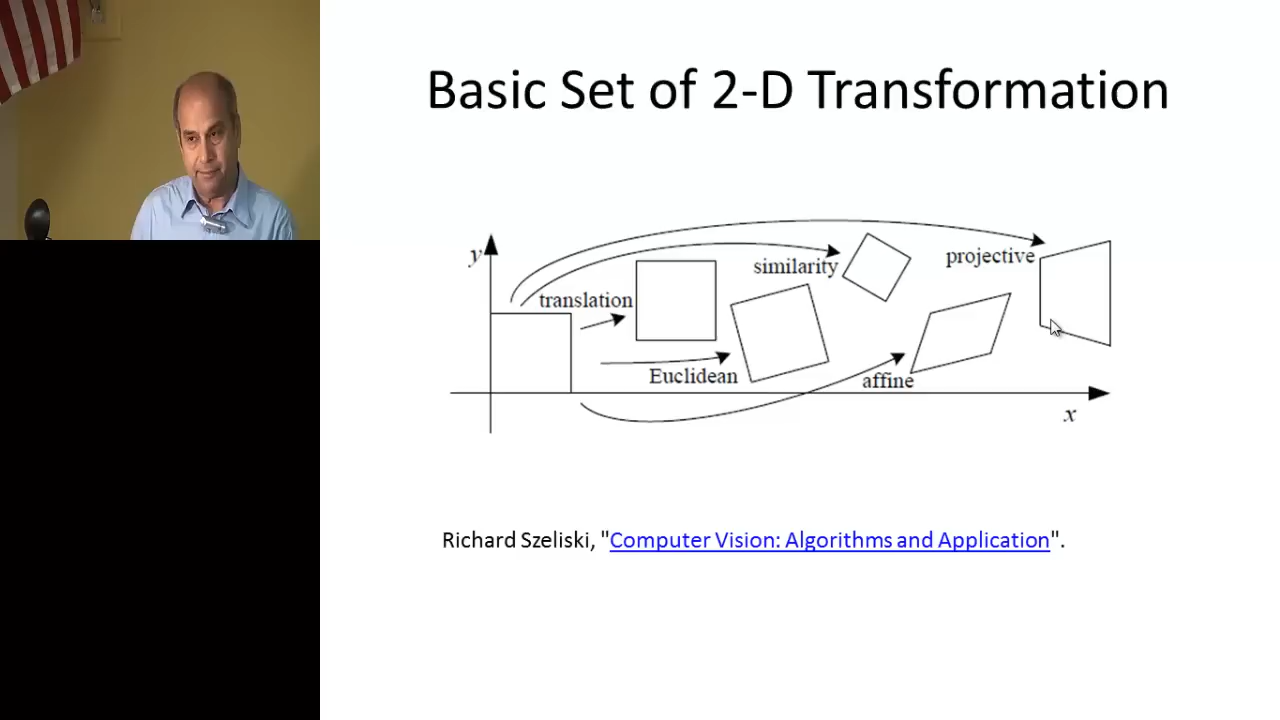 Basic Set of 2-D Transformation
y
similarity
projective
translation
Euclidean
affine
x
Richard Szeliski, "Computer Vision: Algorithms and Application".